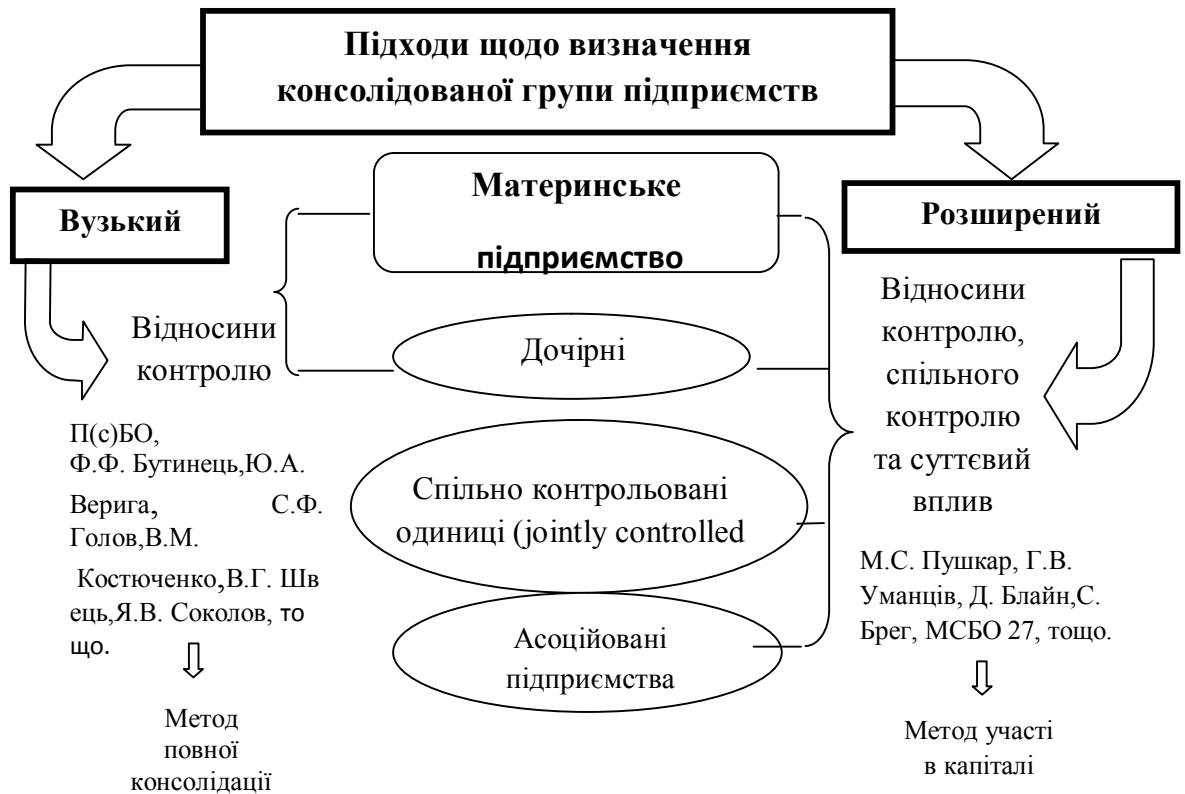 Підходи щодо визначення
консолідованої групи підприємств
Вузький
Материнське
підприємство
Розширений
Відносини
контролю
Дочірні
Спільно контрольовані
одиниці (jointly controlled
Асоційовані
підприємства
Відносини
контролю,
спільного
контролю
та суттєвий
вплив
П(с)БО,
Ф.Ф. Бутинець,Ю.А.
Верига, С.Ф.
Голов,В.М.
Костюченко,В.Г. Шв
ець,Я.В. Соколов, то
що.
М.С. Пушкар, Г.В.
Уманців, Д. Блайн,С.
Брег, МСБО 27, тощо.
Метод
повної
консолідації
Метод участі
в капіталі